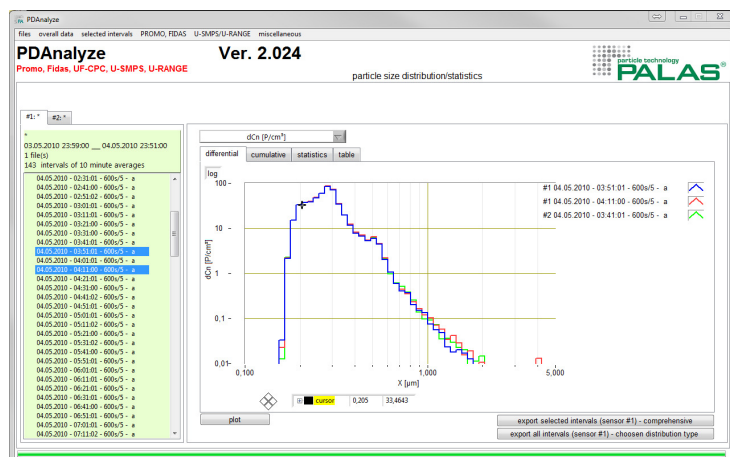 PDAnalyze
files overall data selected intervals PROMO, FIDAS U-SMPS/U-RANGE miscellaneous
PDAnalyze Ver. 2.024
Promo, Fidas, UF-CPC, U-SMPS, U-RANGE
particle size distribution/statistics
particle technology
PALAS®
#1: * #2: *
*
03.05.2010 23:59:00 __ 04.05.2010 23:51:00
1 file(s)
143 intervals of 10 minute averages
04.05.2010 - 02:31:01 - 600s/5 - a
04.05.2010 - 02:41:00 - 600s/5 - a
04.05.2010 - 02:51:02 - 600s/5 - a
04.05.2010 - 03:01:01 - 600s/5 - a
04.05.2010 - 03:11:01 - 600s/5 - a
04.05.2010 - 03:21:00 - 600s/5 - a
04.05.2010 - 03:31:00 - 600s/5 - a
04.05.2010 - 03:41:01 - 600s/5 - a
04.05.2010 - 03:51:01 - 600s/5 - a
04.05.2010 - 04:01:01 - 600s/5 - a
04.05.2010 - 04:11:00 - 600s/5 - a
04.05.2010 - 04:21:01 - 600s/5 - a
04.05.2010 - 04:31:00 - 600s/5 - a
04.05.2010 - 04:41:02 - 600s/5 - a
04.05.2010 - 04:51:01 - 600s/5 - a
04.05.2010 - 05:01:01 - 600s/5 - a
04.05.2010 - 05:11:02 - 600s/5 - a
04.05.2010 - 05:21:00 - 600s/5 - a
04.05.2010 - 05:31:02 - 600s/5 - a
04.05.2010 - 05:41:00 - 600s/5 - a
04.05.2010 - 05:51:01 - 600s/5 - a
04.05.2010 - 06:01:01 - 600s/5 - a
04.05.2010 - 06:11:01 - 600s/5 - a
04.05.2010 - 06:21:01 - 600s/5 - a
04.05.2010 - 06:31:01 - 600s/5 - a
04.05.2010 - 06:41:00 - 600s/5 - a
04.05.2010 - 06:51:01 - 600s/5 - a
04.05.2010 - 07:01:01 - 600s/5 - a
04.05.2010 - 07:11:02 - 600s/5 - a
dCn [P/cm³]
differential cumulative statistics table
log
#1 04.05.2010 - 03:51:01 - 600s/5 - a
#1 04.05.2010 - 04:11:00 - 600s/5 - a
#2 04.05.2010 - 03:41:01 - 600s/5 - a
100
10
1
0,1
0,01
dCn [P/cm³]
0,100 1,000 5,000
X [µm]
cursor 0,205 33,4643
plot
export selected intervals (sensor #1) - comprehensive
export all intervals (sensor #1) - choosen distribution type